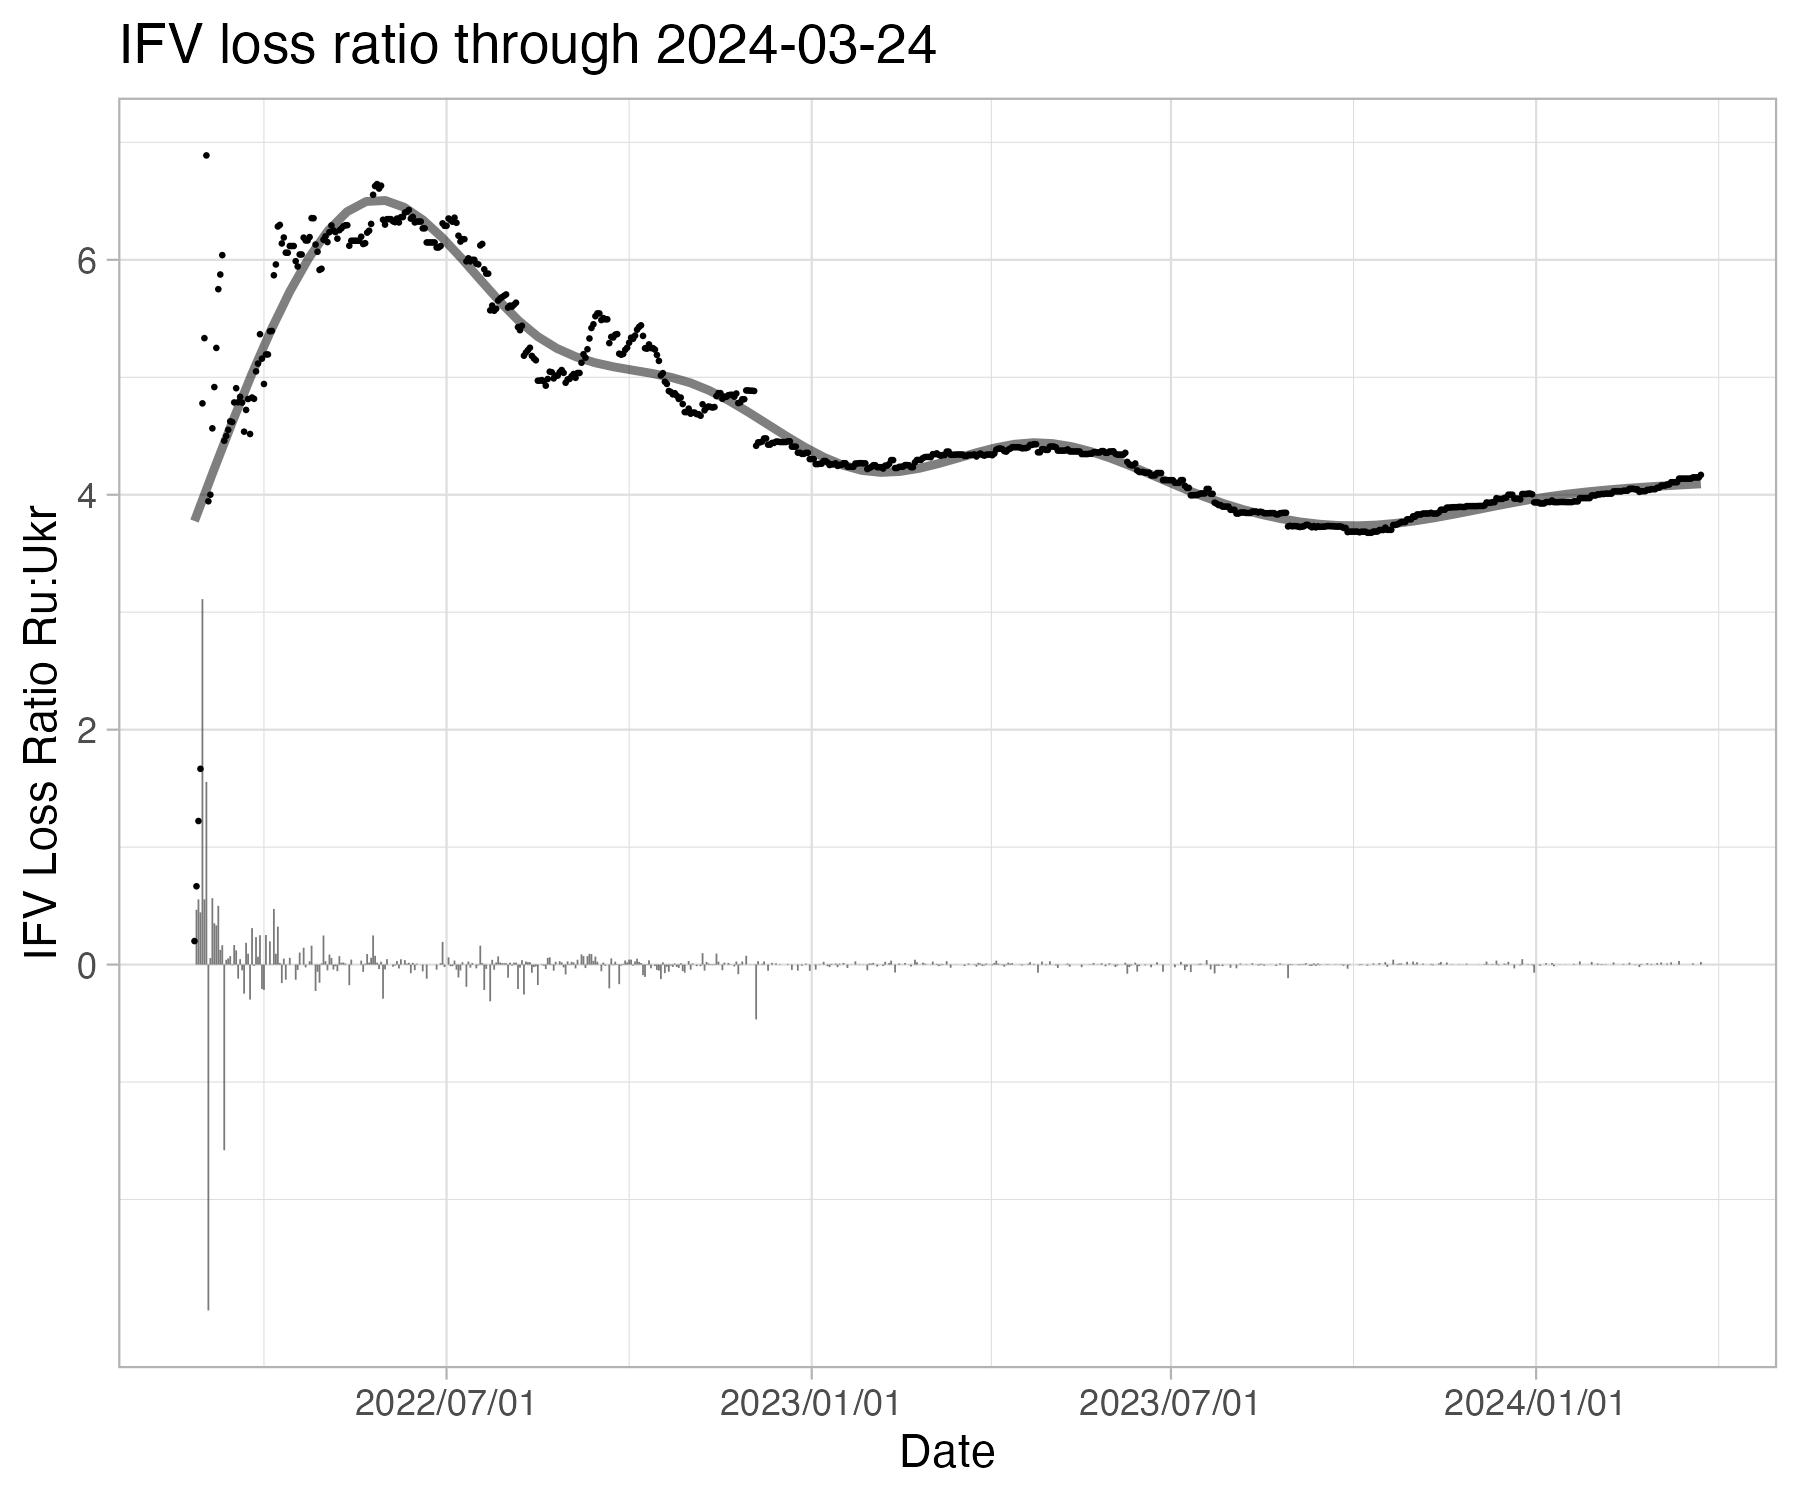 IFV loss ratio through 2024-03-24
IFV Loss Ratio Ru:Ukr
6
4
2
0
2022/07/01
2023/01/01
2023/07/01
2024/01/01
Date